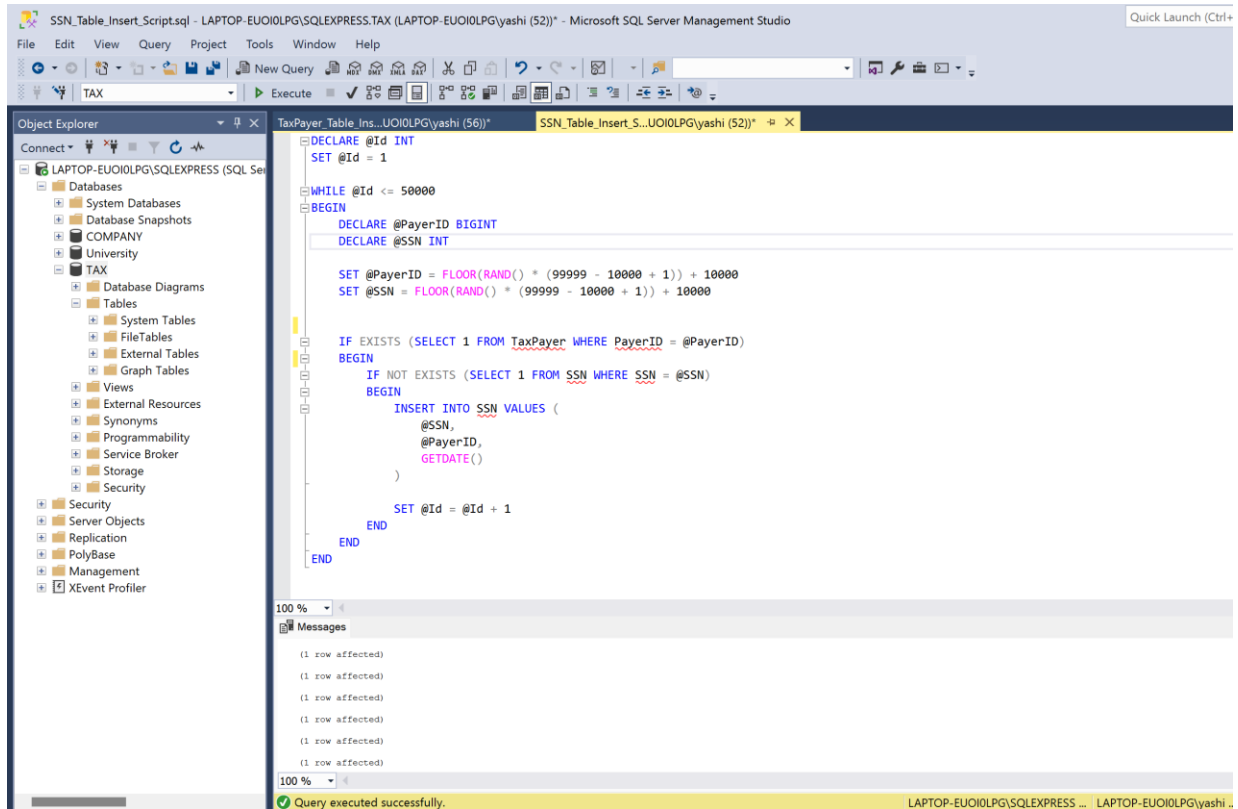 SSN_Table_Insert_Script.sql - LAPTOP-EUOI0LPG\SQLEXPRESS.TAX (LAPTOP-EUOI0LPG\yashi (52))* - Microsoft SQL Server Management Studio
Quick Launch (Ctrl+
File Edit View Query Project Tools Window Help
New Query
TAX
Execute
Object Explorer
Connect
LAPTOP-EUOI0LPG\SQLEXPRESS (SQL Ser
Databases
System Databases
Database Snapshots
COMPANY
University
TAX
Database Diagrams
Tables
System Tables
FileTables
External Tables
Graph Tables
Views
External Resources
Synonyms
Programmability
Service Broker
Storage
Security
Security
Server Objects
Replication
PolyBase
Management
XEvent Profiler
TaxPayer_Table_Ins...UOI0LPG\yashi (56))*
SSN_Table_Insert_S...UOI0LPG\yashi (52))*
DECLARE @Id INT
SET @Id = 1
WHILE @Id <= 50000
BEGIN
DECLARE @PayerID BIGINT
DECLARE @SSN INT
SET @PayerID = FLOOR(RAND() * (99999 - 10000 + 1)) + 10000
SET @SSN = FLOOR(RAND() * (99999 - 10000 + 1)) + 10000
IF EXISTS (SELECT 1 FROM TaxPayer WHERE PayerID = @PayerID)
BEGIN
IF NOT EXISTS (SELECT 1 FROM SSN WHERE SSN = @SSN)
BEGIN
INSERT INTO SSN VALUES (
@SSN,
@PayerID,
GETDATE()
)
SET @Id = @Id + 1
END
END
END
100 %
Messages
(1 row affected)
(1 row affected)
(1 row affected)
(1 row affected)
(1 row affected)
(1 row affected)
100 %
Query executed successfully.
LAPTOP-EUOI0LPG\SQLEXPRESS ... LAPTOP-EUOI0LPG\yashi ..